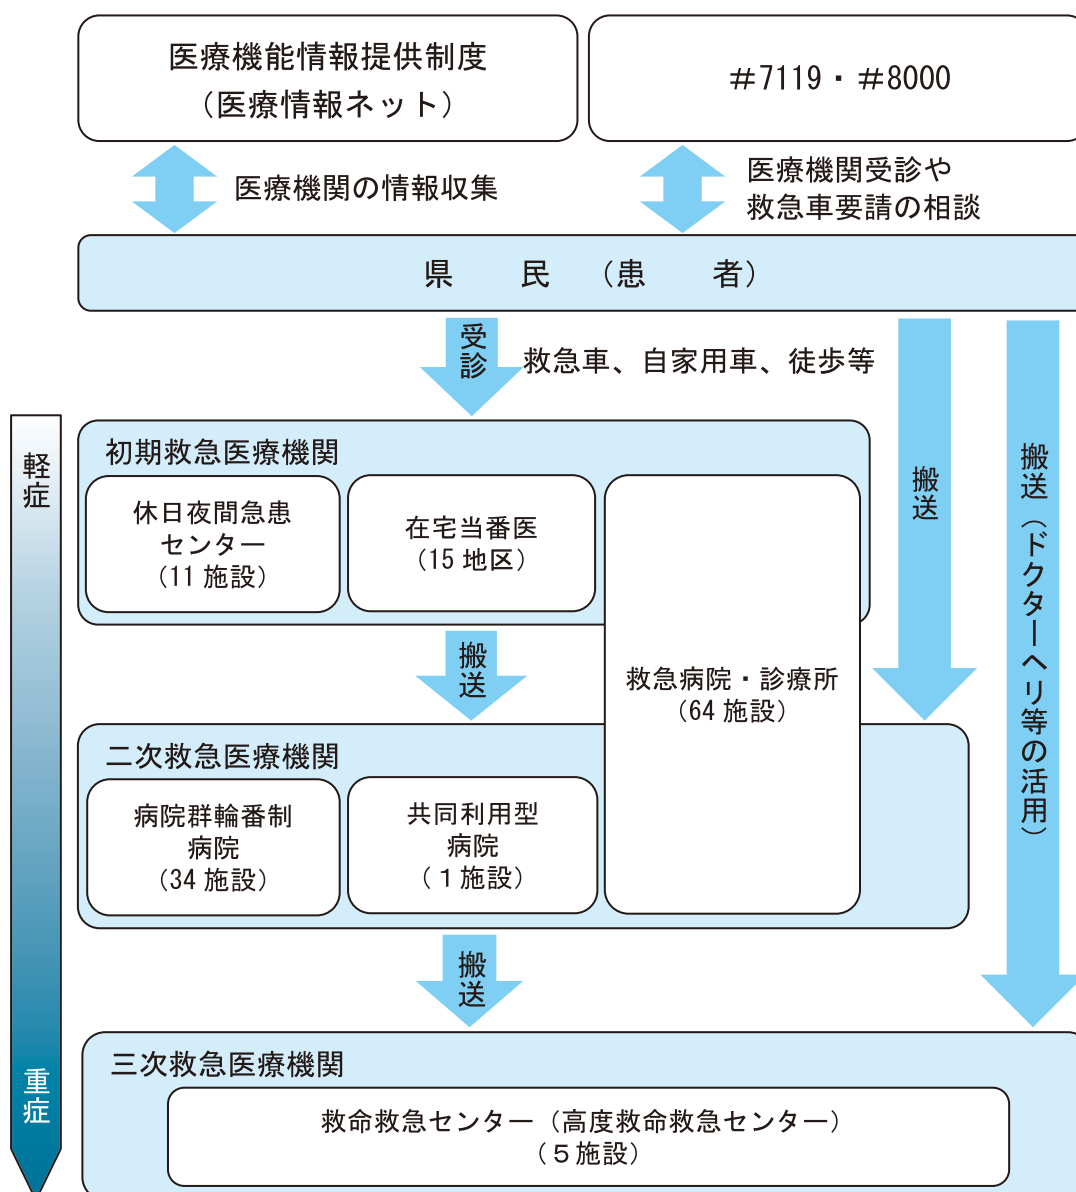 医療機能情報提供制度
（医療情報ネット）
＃7119・＃8000
医療機関の情報収集
医療機関受診や
救急車要請の相談
県　民（患　者）
受診
救急車、自家用車、徒歩等
軽症
初期救急医療機関
休日夜間急患
センター
（11 施設）
在宅当番医
（15 地区）
搬送
搬送（ドクターヘリ等の活用）
搬送
救急病院・診療所
（64 施設）
二次救急医療機関
病院群輪番制
病院
（34 施設）
共同利用型
病院
（１施設）
搬送
重症
三次救急医療機関
救命救急センター（高度救命救急センター）
（５施設）